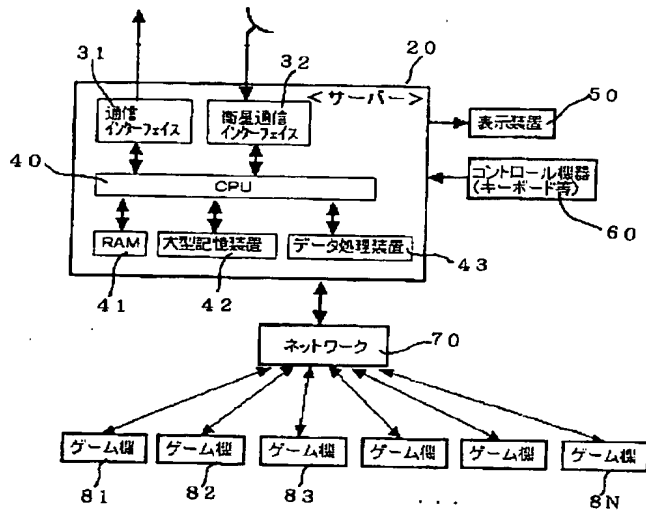 31
32
20
<サーバー>
通信
インターフェイス
衛星通信
インターフェイス
50
表示装置
40
CPU
コントロール機器
(キーボード等)
60
RAM
大型記憶装置
データ処理装置
41
42
43
ネットワーク
70
ゲーム機
ゲーム機
ゲーム機
ゲーム機
ゲーム機
ゲーム機
81
82
83
...
8N